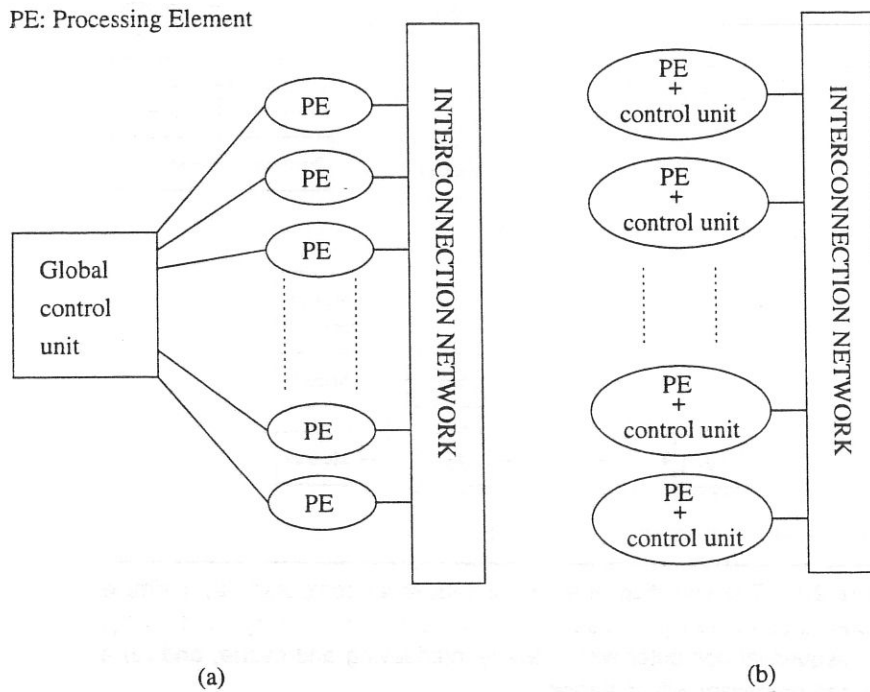 PE: Processing Element
PE
PE
PE
Global
control
unit
PE
PE
INTERCONNECTION NETWORK
(a)
PE
+
control unit
PE
+
control unit
PE
+
control unit
PE
+
control unit
INTERCONNECTION NETWORK
(b)